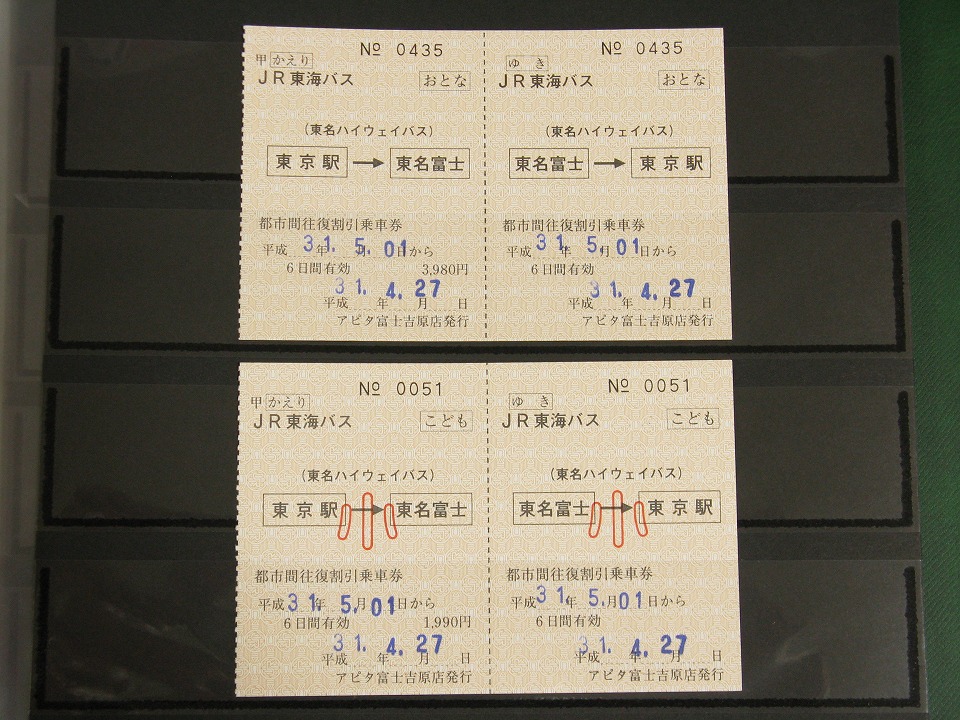 № 0435
甲 かえり
JR東海バス おとな
(東名ハイウェイバス)
東京駅 → 東名富士
都市間往復割引乗車券
平成 31年 5月 01日から
6日間有効 3,980円
31. 4. 27
平成 年 月 日
アピタ富士吉原店発行
№ 0435
ゆき
JR東海バス おとな
(東名ハイウェイバス)
東名富士 → 東京駅
都市間往復割引乗車券
平成 31年 5月 01日から
6日間有効
31. 4. 27
平成 年 月 日
アピタ富士吉原店発行
№ 0051
甲 かえり
JR東海バス こども
(東名ハイウェイバス)
東京駅 → 東名富士
小
都市間往復割引乗車券
平成 31年 5月 01日から
6日間有効 1,990円
31. 4. 27
平成 年 月 日
アピタ富士吉原店発行
№ 0051
ゆき
JR東海バス こども
(東名ハイウェイバス)
東名富士 → 東京駅
小
都市間往復割引乗車券
平成 31年 5月 01日から
6日間有効
31. 4. 27
平成 年 月 日
アピタ富士吉原店発行